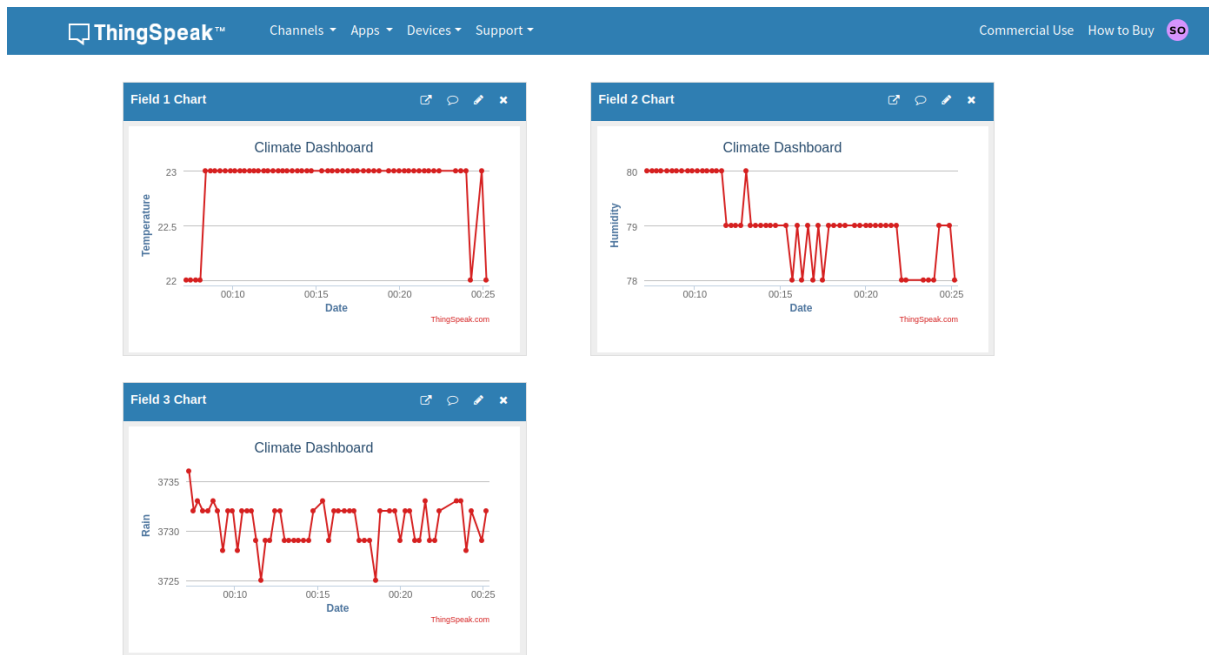 ThingSpeak™ Channels Apps Devices Support Commercial Use How to Buy SO
Field 1 Chart
Climate Dashboard
Temperature
23
22.5
22
00:10 00:15 00:20 00:25
Date
ThingSpeak.com
Field 2 Chart
Climate Dashboard
Humidity
80
79
78
00:10 00:15 00:20 00:25
Date
ThingSpeak.com
Field 3 Chart
Climate Dashboard
Rain
3735
3730
3725
00:10 00:15 00:20 00:25
Date
ThingSpeak.com